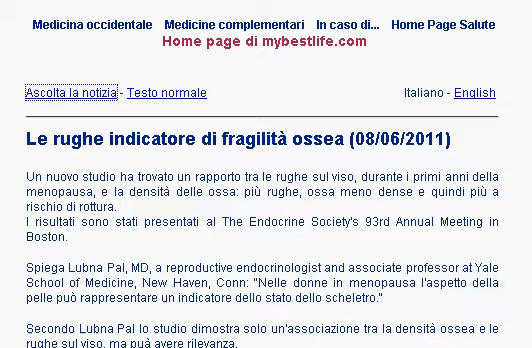 Medicina occidentale Medicine complementari In caso di... Home Page Salute
Home page di mybestlife.com
Ascolta la notizia - Testo normale Italiano - English
Le rughe indicatore di fragilità ossea (08/06/2011)
Un nuovo studio ha trovato un rapporto tra le rughe sul viso, durante i primi anni della
menopausa, e la densità delle ossa: più rughe, ossa meno dense e quindi più a
rischio di rottura.
I risultati sono stati presentati al The Endocrine Society's 93rd Annual Meeting in
Boston.
Spiega Lubna Pal, MD, a reproductive endocrinologist and associate professor at Yale
School of Medicine, New Haven, Conn: "Nelle donne in menopausa l'aspetto della
pelle può rappresentare un indicatore dello stato dello scheletro."
Secondo Lubna Pal lo studio dimostra solo un'associazione tra la densità ossea e le
rughe sul viso, ma puà avere rilevanza.